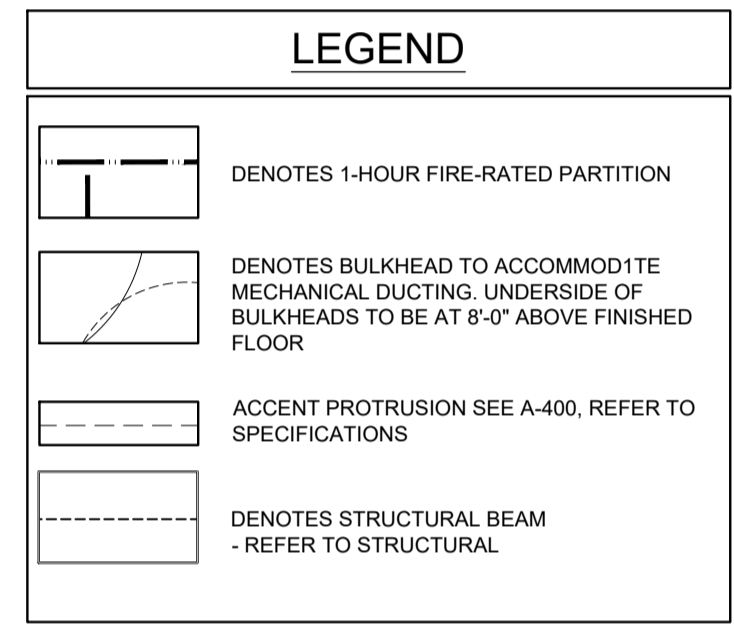 LEGEND
DENOTES 1-HOUR FIRE-RATED PARTITION
DENOTES BULKHEAD TO ACCOMMOD1TE
MECHANICAL DUCTING. UNDERSIDE OF
BULKHEADS TO BE AT 8'-0" ABOVE FINISHED
FLOOR
ACCENT PROTRUSION SEE A-400, REFER TO
SPECIFICATIONS
DENOTES STRUCTURAL BEAM
- REFER TO STRUCTURAL